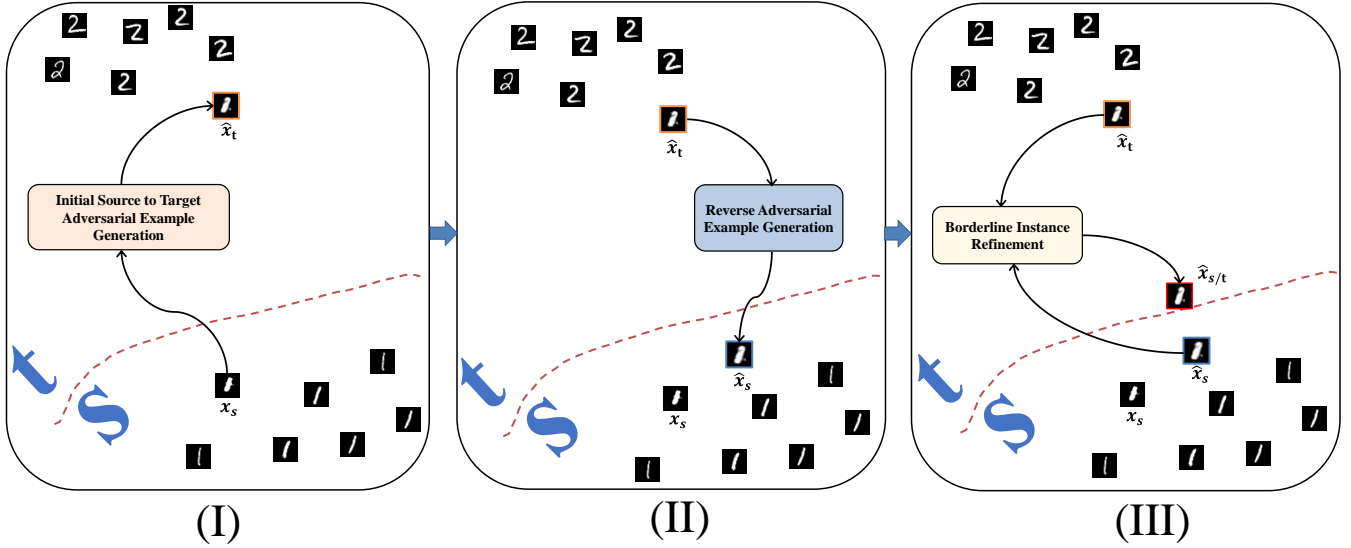 x̂t
Initial Source to Target
Adversarial Example
Generation
t
s
xs
(I)
x̂t
Reverse Adversarial
Example Generation
t
s
x̂s
xs
(II)
x̂t
Borderline Instance
Refinement
x̂s/t
t
s
x̂s
xs
(III)